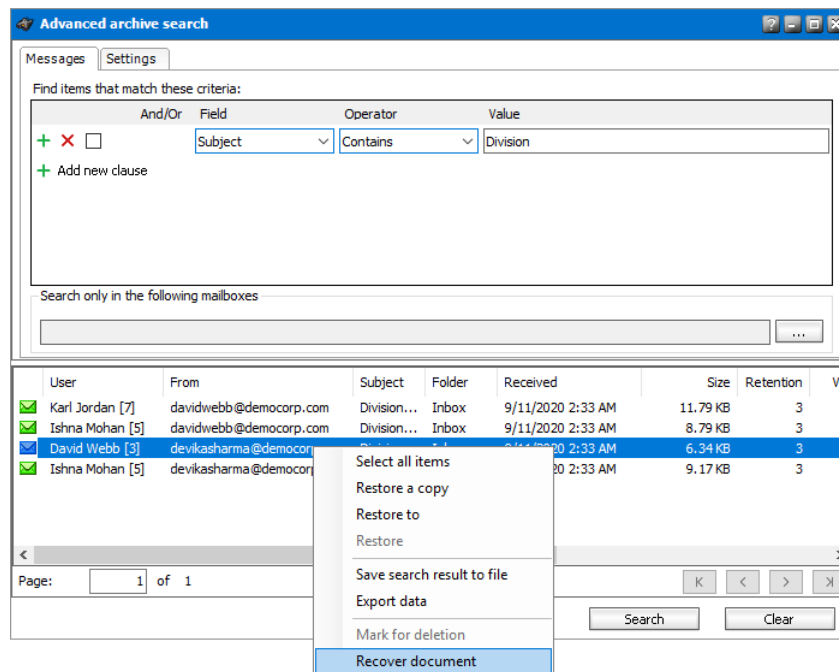 Advanced archive search
Messages Settings
Find items that match these criteria:
And/Or Field Operator Value
Subject Contains Division
Add new clause
Search only in the following mailboxes
...
User From Subject Folder Received Size Retention
Karl Jordan [7] davidwebb@democorp.com Division... Inbox 9/11/2020 2:33 AM 11.79 KB 3
Ishna Mohan [5] davidwebb@democorp.com Division... Inbox 9/11/2020 2:33 AM 8.79 KB 3
David Webb [3] devikasharma@democorp 2:33 AM 6.34 KB 3
Ishna Mohan [5] devikasharma@democorp 20 2:33 AM 9.17 KB 3
Select all items
Restore a copy
Restore to
Restore
Save search result to file
Export data
Mark for deletion
Recover document
Page: 1 of 1
Search Clear